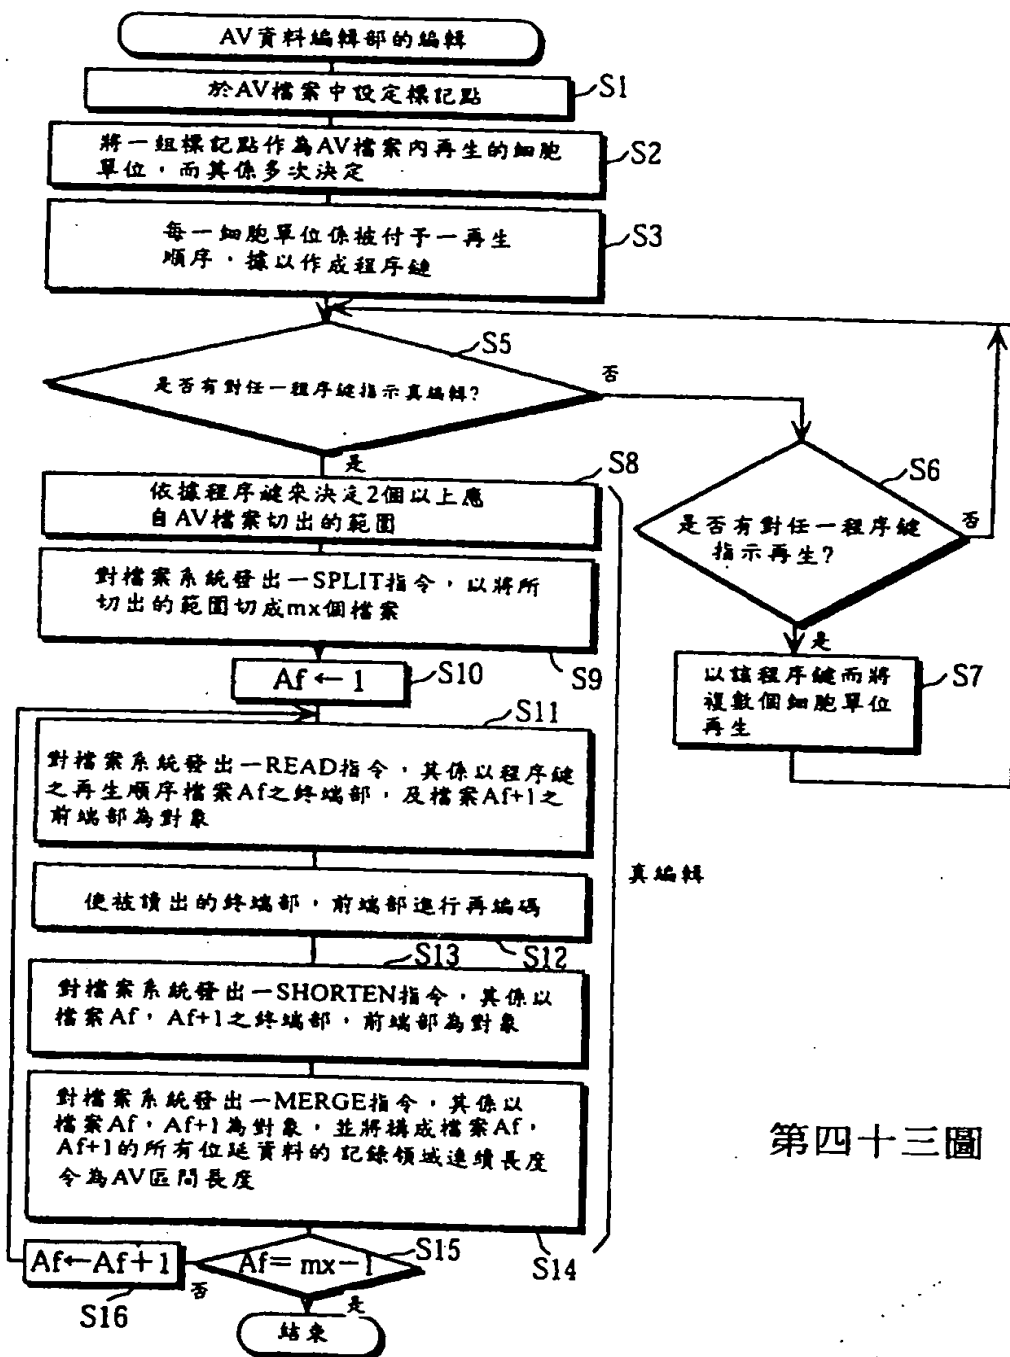 AV資料編輯部的編輯
於AV檔案中設定標記點
S1
將一組標記點作為AV檔案內再生的細胞
單位，而其係多次決定
S2
每一細胞單位係被付予一再生
順序，據以作成程序鏈
S3
S5
是否有對任一程序鏈指示真編輯?
否
是
S6
是否有對任一程序鏈
指示再生?
否
是
以該程序鏈而將
複數個細胞單位
再生
S7
S8
依據程序鏈來決定2個以上應
自AV檔案切出的範圍
對檔案系統發出一SPLIT指令，以將所
切出的範圍切成mx個檔案
S9
Af←1
S10
S11
對檔案系統發出一READ指令，其係以程序鏈
之再生順序檔案Af之終端部，及檔案Af+1之
前端部為對象
使被讀出的終端部，前端部進行再編碼
S12
S13
對檔案系統發出一SHORTEN指令，其係以
檔案Af，Af+1之終端部，前端部為對象
對檔案系統發出一MERGE指令，其係以
檔案Af，Af+1為對象，並將構成檔案Af，
Af+1的所有位延資料的記錄領域連續長度
令為AV區間長度
S14
真編輯
Af=mx-1
S15
否
Af←Af+1
S16
是
結束
第四十三圖